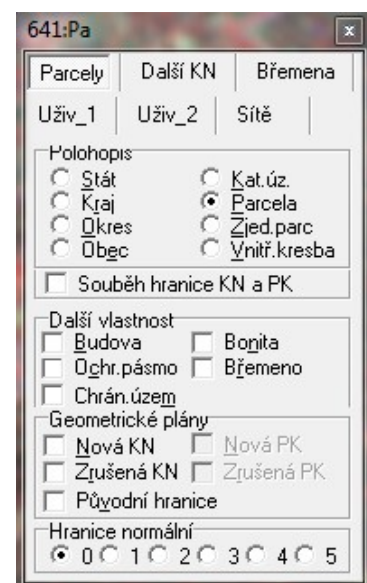 641:Pa x
Parcely Další KN Břemena
Uživ_1 Uživ_2 Sítě
Polohopis
Stát Kat.úz.
Kraj Parcela
Okres Zjed.parc
Obec Vnitř.kresba
Souběh hranice KN a PK
Další vlastnost
Budova Bonita
Ochr.pásmo Břemeno
Chrán.územ
Geometrické plány
Nová KN Nová PK
Zrušená KN Zrušená PK
Původní hranice
Hranice normální
0 1 2 3 4 5